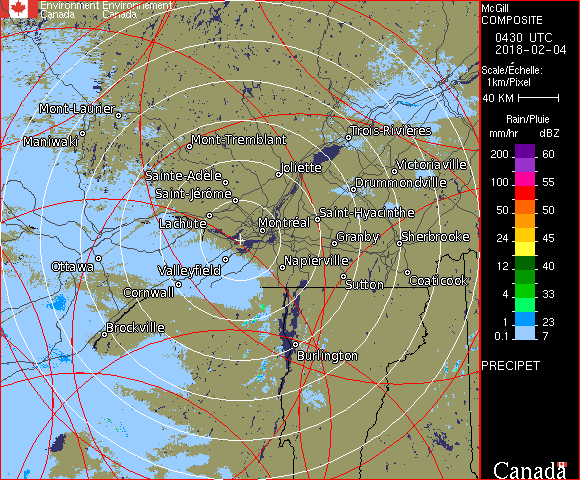 Environment Environnement
Canada Canada
McGill
COMPOSITE
0430 UTC
2018-02-04
Scale/Échelle:
1km/Pixel
40 KM
Rain/Pluie
mm/hr dBZ
200 60
100 55
50 50
24 45
12 40
4 33
1 23
0.1 7
PRECIPET
Canada
Mont-Laurier
Maniwaki
Mont-Tremblant
Trois-Rivières
Joliette
Victoriaville
Sainte-Adèle
Drummondville
Saint-Jérôme
Saint-Hyacinthe
Lachute
Montréal
Granby
Sherbrooke
Ottawa
Valleyfield
Napierville
Sutton
Coaticook
Cornwall
Brockville
Burlington